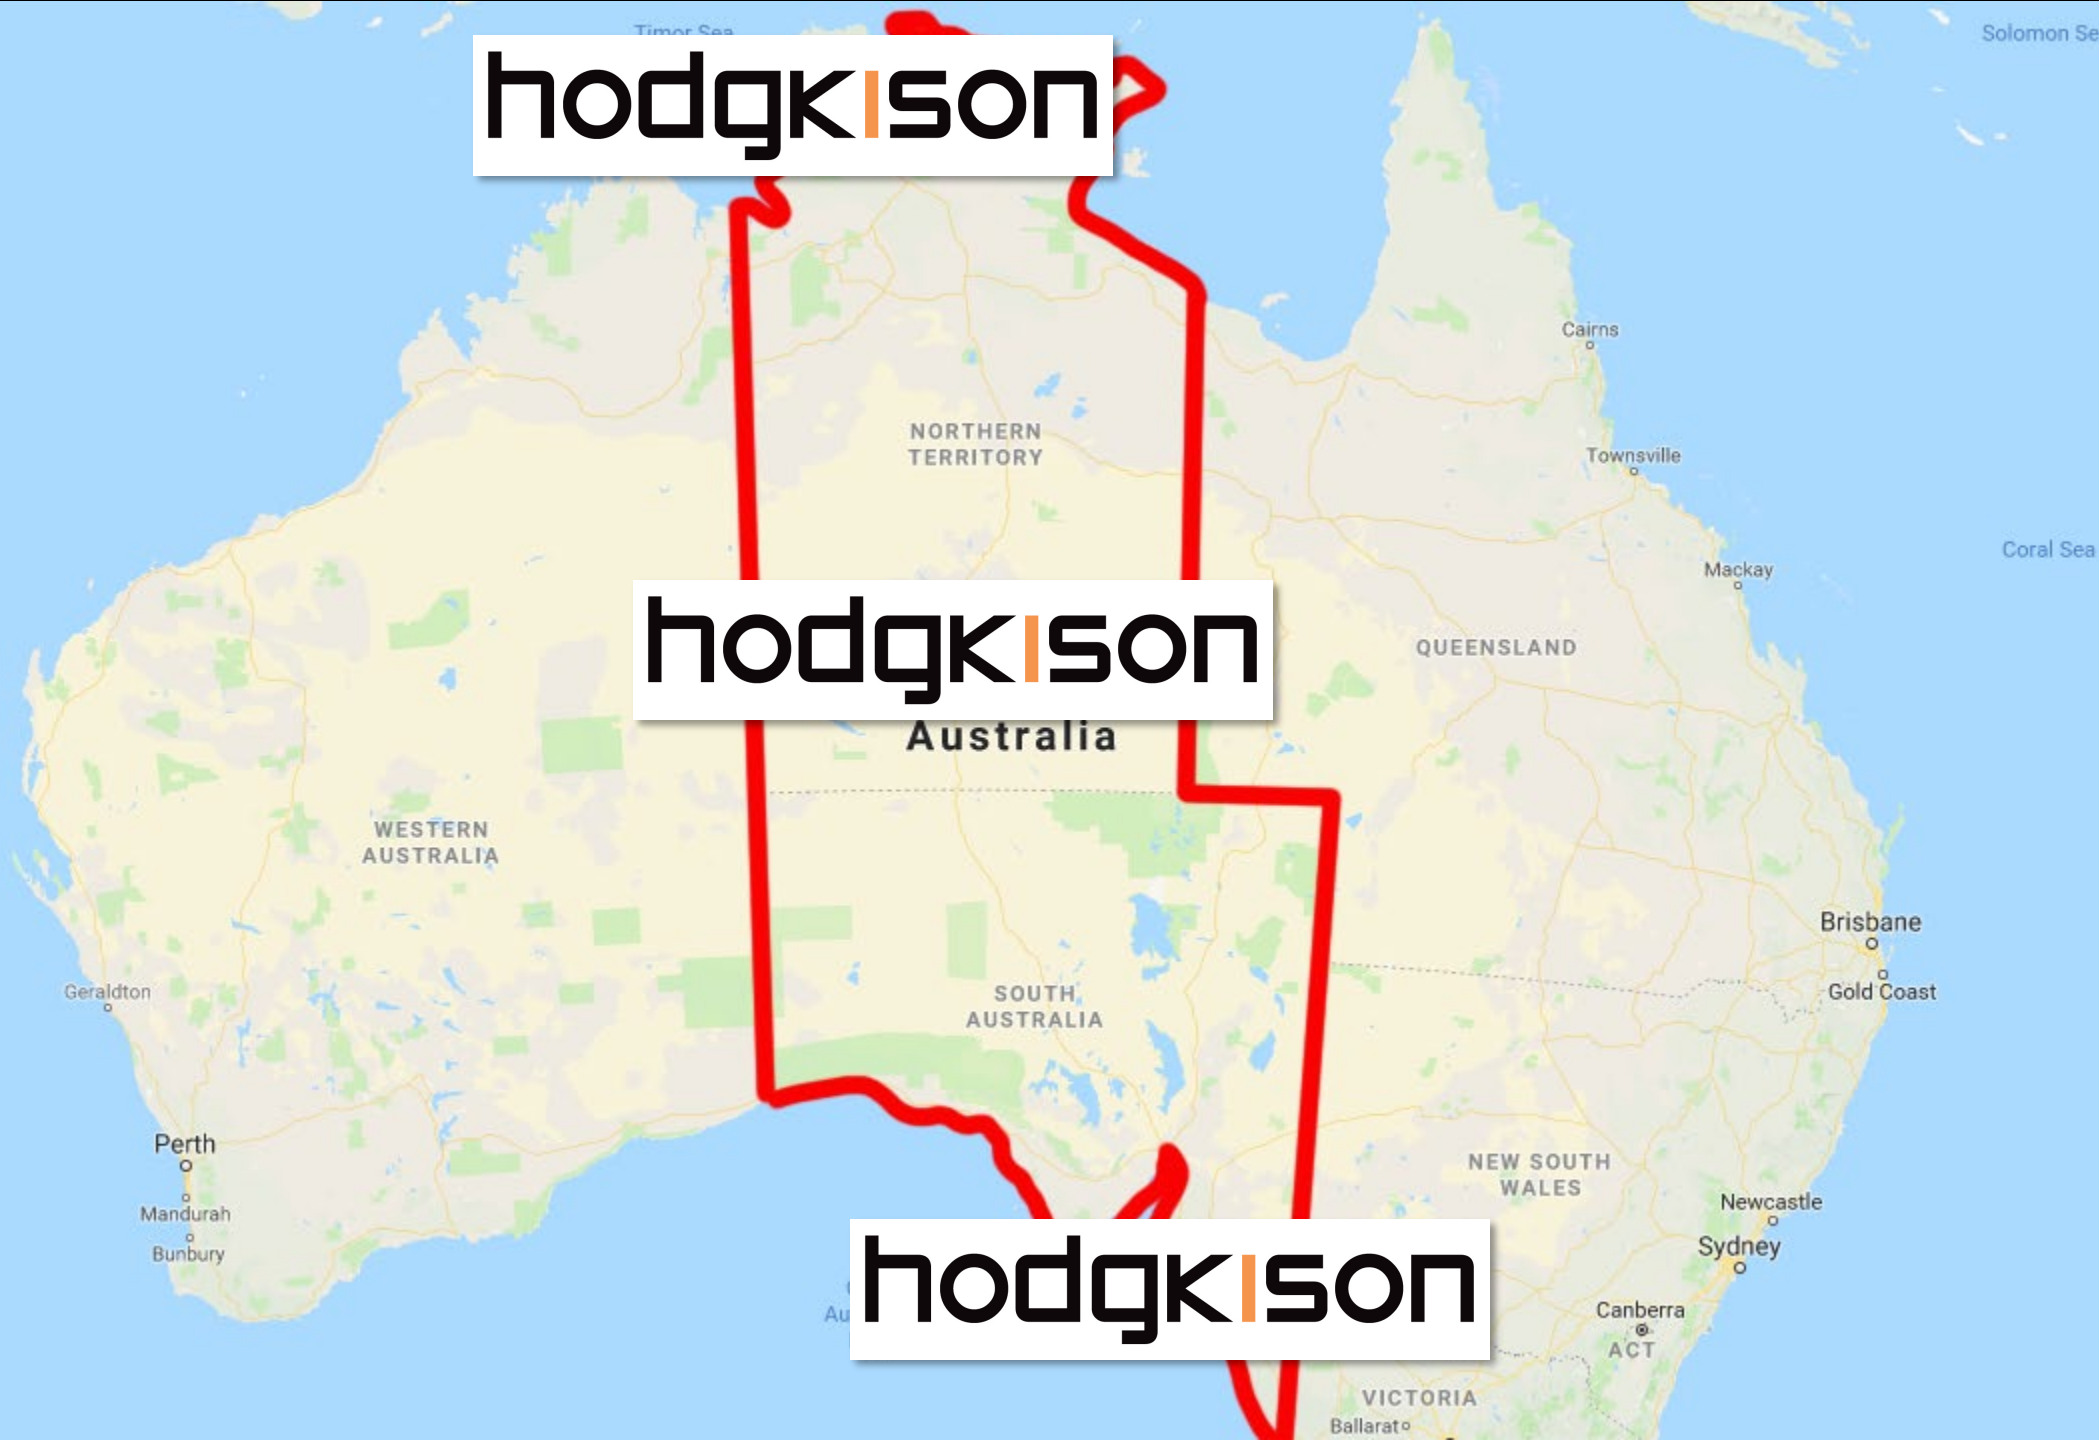 Timor Sea
Solomon Se
hodgkison
Cairns
NORTHERN
TERRITORY
Townsville
Coral Sea
Mackay
hodgkison
QUEENSLAND
Australia
WESTERN
AUSTRALIA
Brisbane
Geraldton
SOUTH
AUSTRALIA
Gold Coast
Perth
NEW SOUTH
WALES
Mandurah
Newcastle
Bunbury
Sydney
hodgkison
Au
Canberra
ACT
VICTORIA
Ballarat